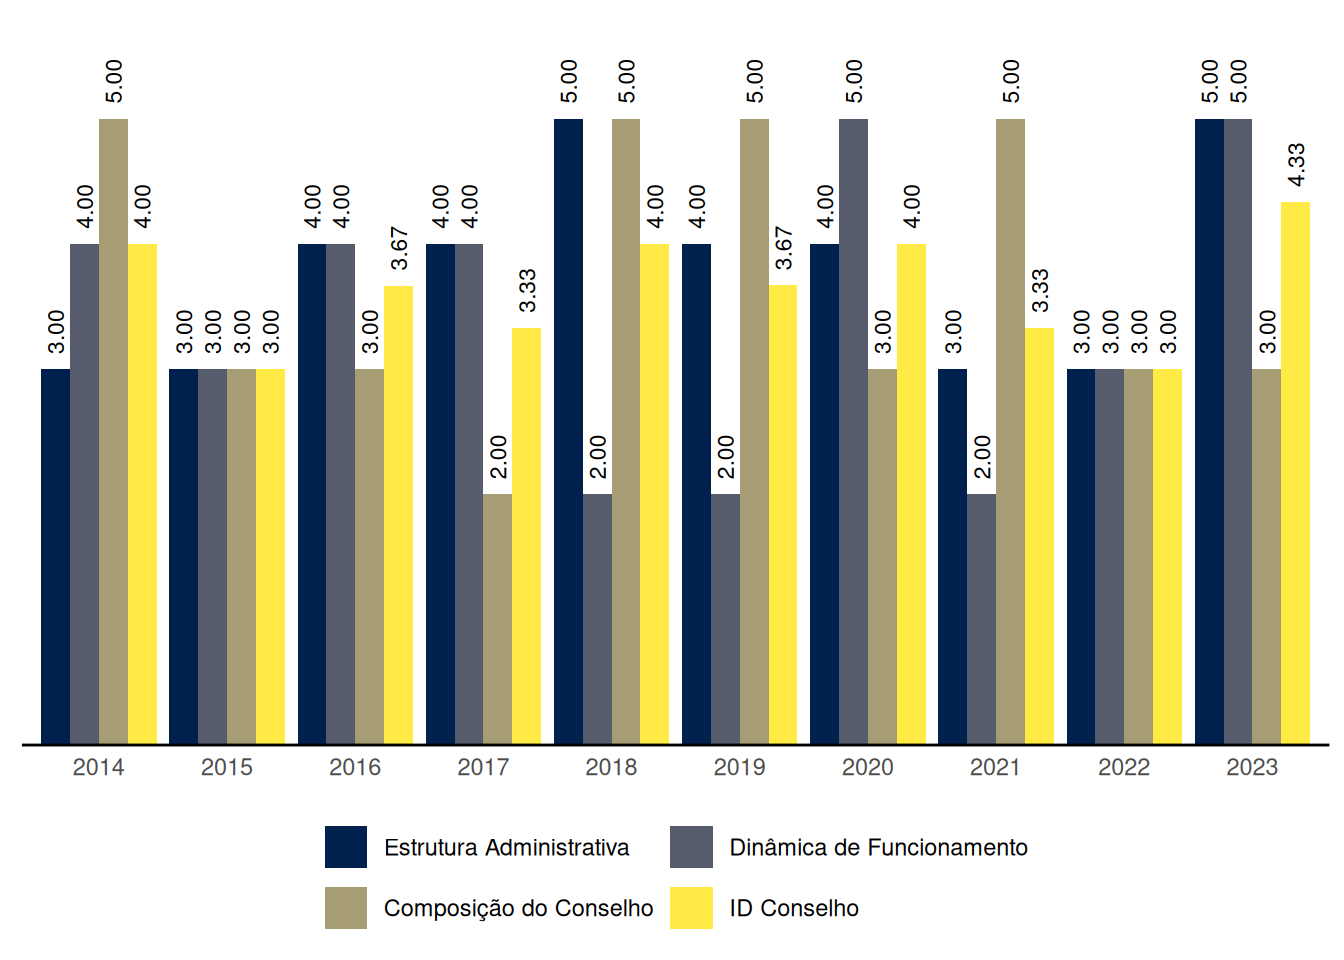 3.00 4.00 5.00 4.00 3.00 3.00 3.00 3.00 4.00 4.00 3.00 3.67 4.00 4.00 2.00 3.33 5.00 2.00 5.00 4.00 4.00 2.00 5.00 3.67 4.00 5.00 3.00 4.00 3.00 2.00 5.00 3.33 3.00 3.00 3.00 3.00 5.00 5.00 3.00 4.33
2014 2015 2016 2017 2018 2019 2020 2021 2022 2023
Estrutura Administrativa Dinâmica de Funcionamento
Composição do Conselho ID Conselho